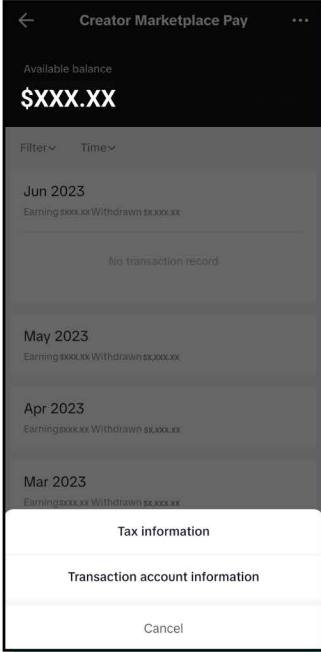 Creator Marketplace Pay
Available balance
$XXX.XX
Filter Time
Jun 2023
Earning $xxx.xx Withdrawn $x,xxx.xx
No transaction record
May 2023
Earning $xxx.xx Withdrawn $x,xxx.xx
Apr 2023
Earning $xxx.xx Withdrawn $x,xxx.xx
Mar 2023
Earning $xxx.xx Withdrawn $x,xxx.xx
Tax information
Transaction account information
Cancel